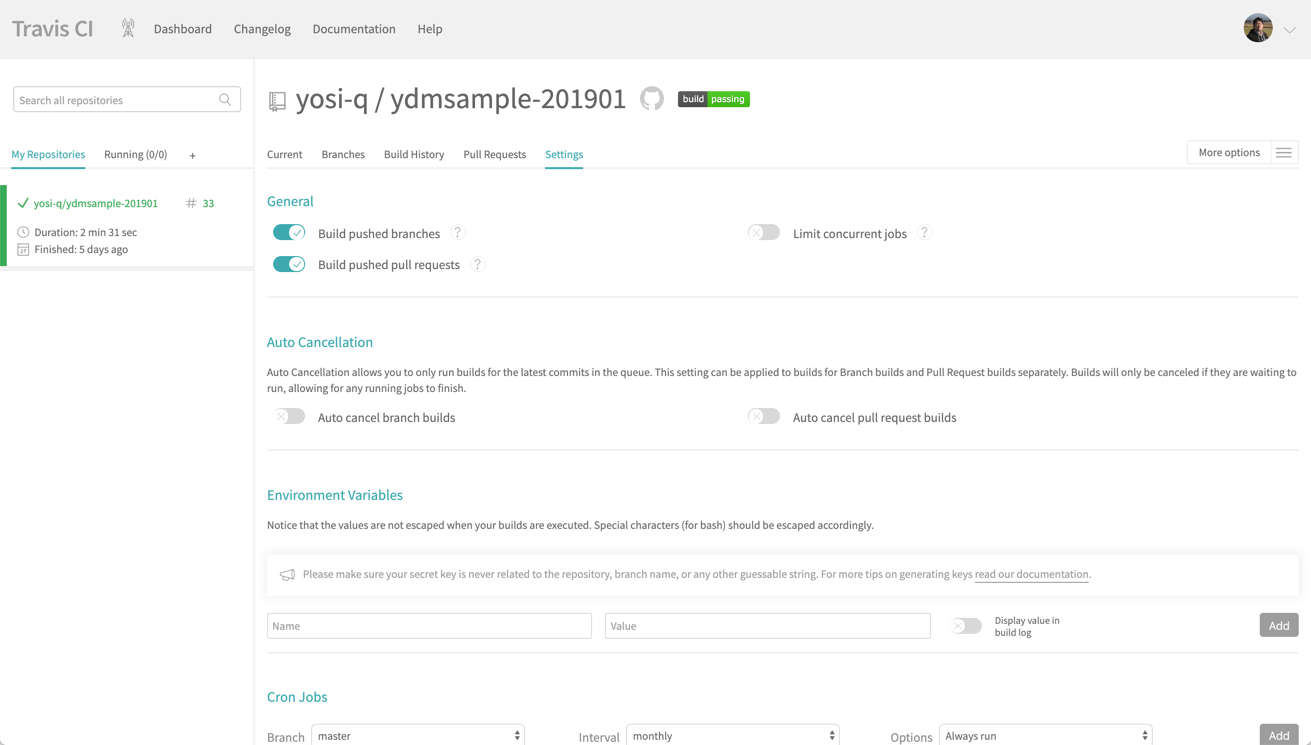 Travis CI
Dashboard
Changelog
Documentation
Help
Search all repositories
My Repositories
Running (0/0)
+
yosi-q/ydmsample-201901
# 33
Duration: 2 min 31 sec
Finished: 5 days ago
yosi-q / ydmsample-201901
build passing
Current
Branches
Build History
Pull Requests
Settings
More options
General
Build pushed branches ?
Limit concurrent jobs ?
Build pushed pull requests ?
Auto Cancellation
Auto Cancellation allows you to only run builds for the latest commits in the queue. This setting can be applied to builds for Branch builds and Pull Request builds separately. Builds will only be canceled if they are waiting to
run, allowing for any running jobs to finish.
Auto cancel branch builds
Auto cancel pull request builds
Environment Variables
Notice that the values are not escaped when your builds are executed. Special characters (for bash) should be escaped accordingly.
Please make sure your secret key is never related to the repository, branch name, or any other guessable string. For more tips on generating keys read our documentation.
Name
Value
Display value in
build log
Add
Cron Jobs
Branch
master
Interval
monthly
Options
Always run
Add